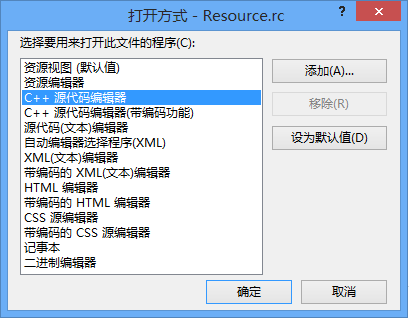 打开方式 - Resource.rc
?
选择要用来打开此文件的程序(C):
资源视图 (默认值)
资源编辑器
C++ 源代码编辑器
C++ 源代码编辑器(带编码功能)
源代码(文本)编辑器
自动编辑器选择程序(XML)
XML(文本)编辑器
带编码的 XML(文本)编辑器
HTML 编辑器
带编码的 HTML 编辑器
CSS 源编辑器
带编码的 CSS 源编辑器
记事本
二进制编辑器
添加(A)...
移除(R)
设为默认值(D)
确定
取消